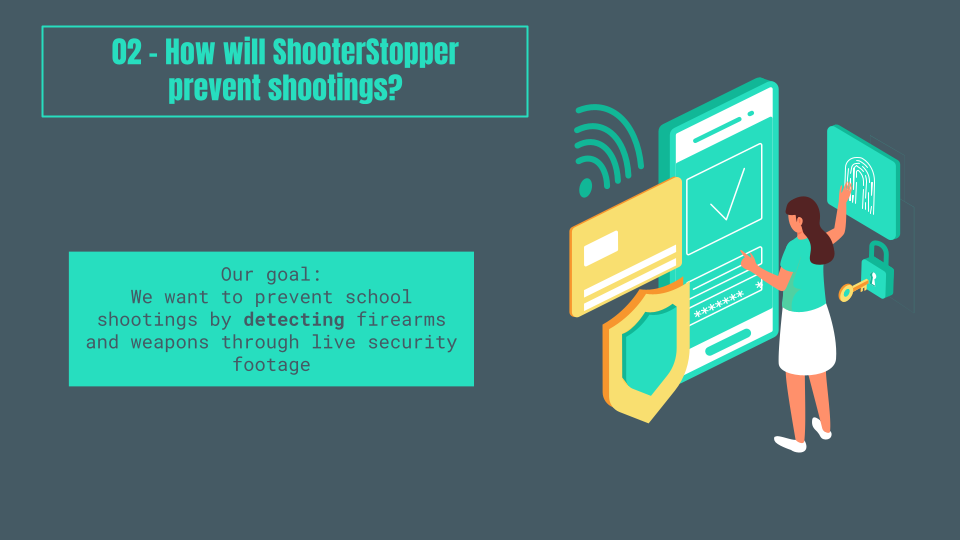 02 - How will ShooterStopper
prevent shootings?
Our goal:
We want to prevent school
shootings by detecting firearms
and weapons through live security
footage
*******
*